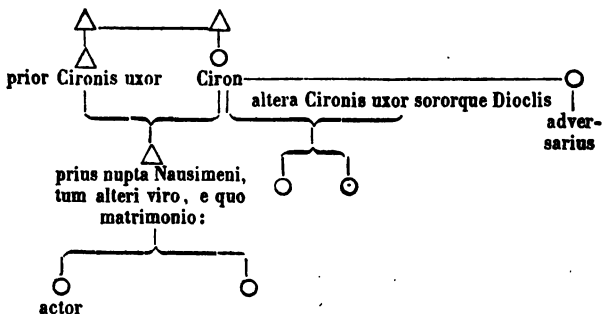 prior Cironis uxor
Ciron
altera Cironis uxor sororque Dioclis
adver-
sarius
prius nupta Nausimeni,
tum alteri viro, e quo
matrimonio:
actor